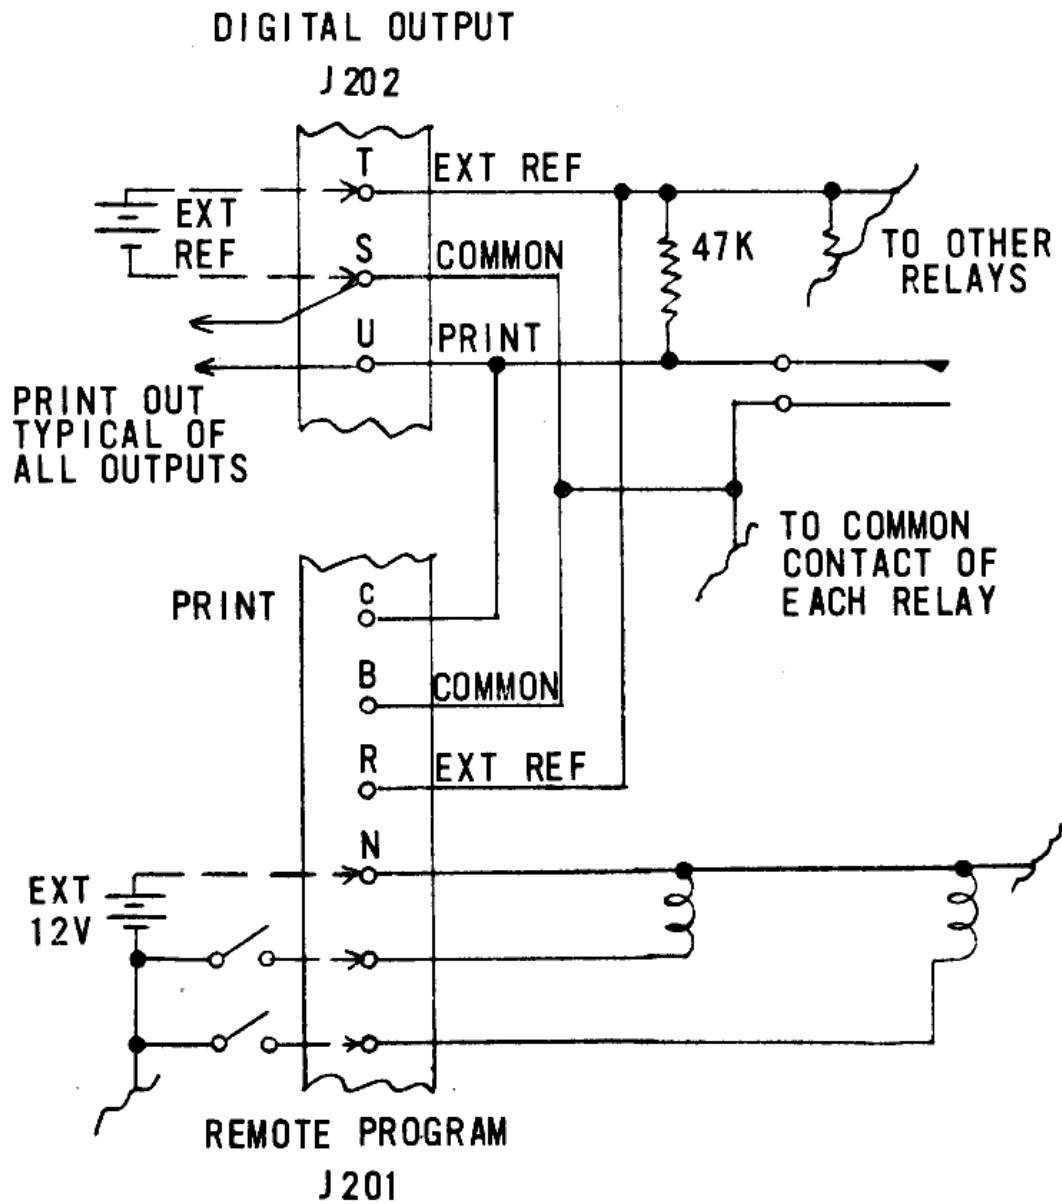 DIGITAL OUTPUT
J202
T
EXT REF
EXT
REF
S
COMMON
47K
TO OTHER
RELAYS
U
PRINT
PRINT OUT
TYPICAL OF
ALL OUTPUTS
TO COMMON
CONTACT OF
EACH RELAY
PRINT
C
B
COMMON
R
EXT REF
N
EXT
12V
REMOTE PROGRAM
J201